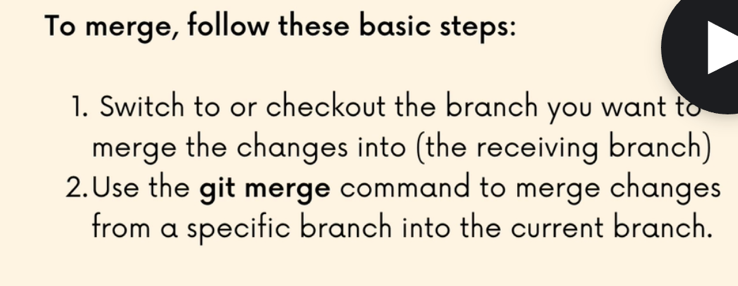 To merge, follow these basic steps:
1. Switch to or checkout the branch you want to
merge the changes into (the receiving branch)
2. Use the git merge command to merge changes
from a specific branch into the current branch.